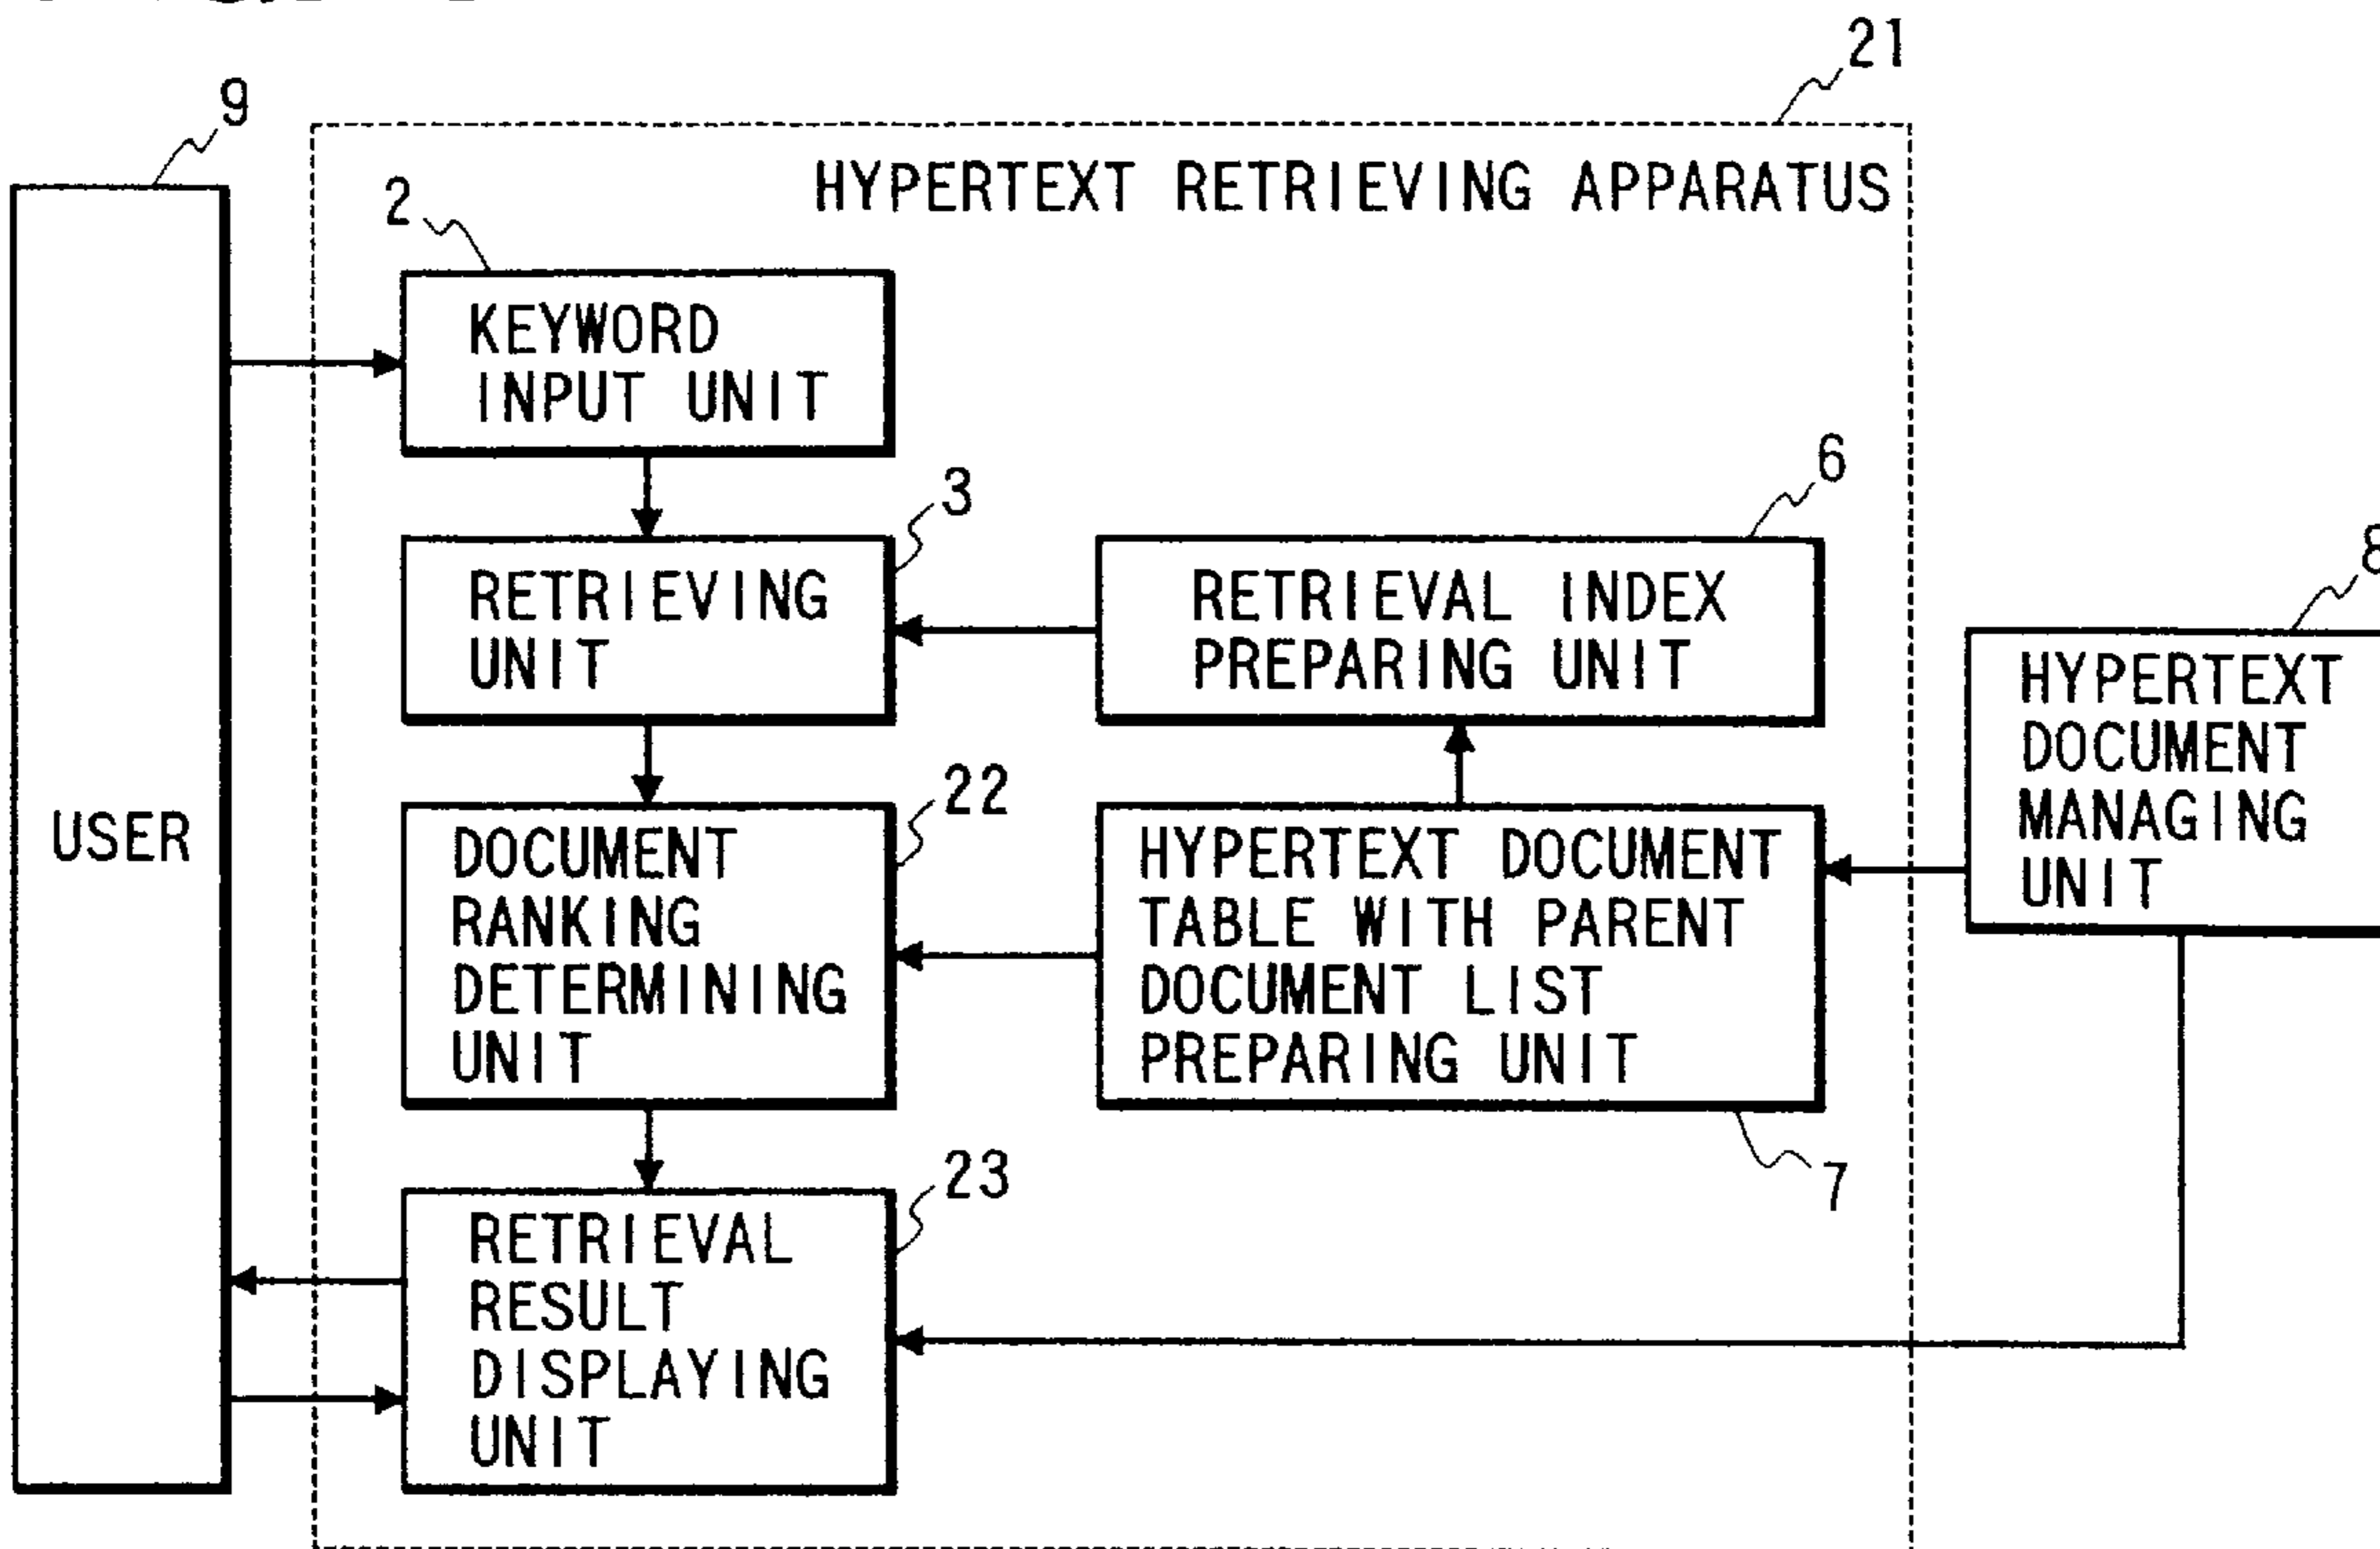 21
9
HYPERTEXT RETRIEVING APPARATUS
2
KEYWORD
INPUT UNIT
3
6
RETRIEVING
UNIT
RETRIEVAL INDEX
PREPARING UNIT
8
HYPERTEXT
DOCUMENT
MANAGING
UNIT
USER
22
DOCUMENT
RANKING
DETERMINING
UNIT
HYPERTEXT DOCUMENT
TABLE WITH PARENT
DOCUMENT LIST
PREPARING UNIT
7
23
RETRIEVAL
RESULT
DISPLAYING
UNIT